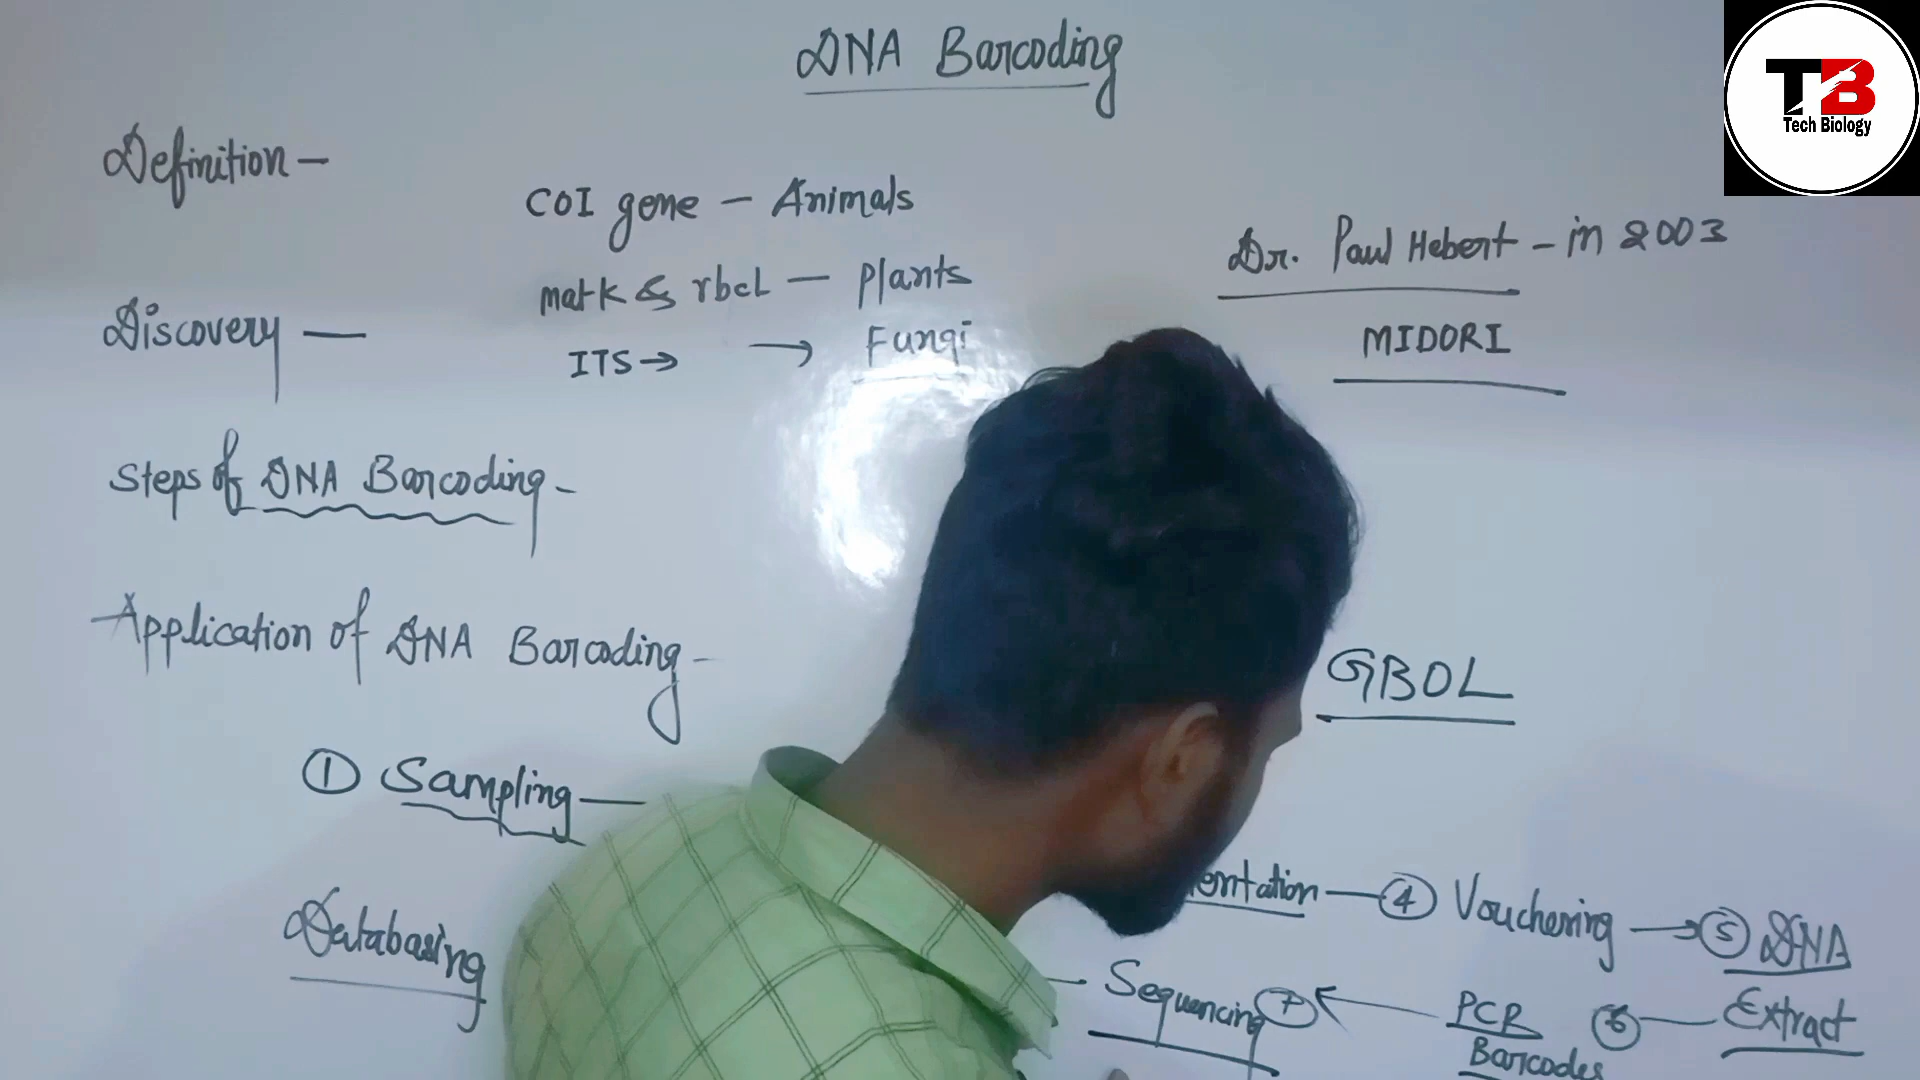 DNA Barcoding
TB
Tech Biology
Definition -
COI gene - Animals
Dr. Paul Hebert - in 2003
matk & rbcL - Plants
MIDORI
Discovery -
ITS → → Fungi
Steps of DNA Barcoding -
Application of DNA Barcoding -
GBOL
① Sampling -
entation - ④ Vouchering → ⑤ DNA
Databasing
Sequencing ⑦ ← PCR ⑥ - Extract
Barcodes